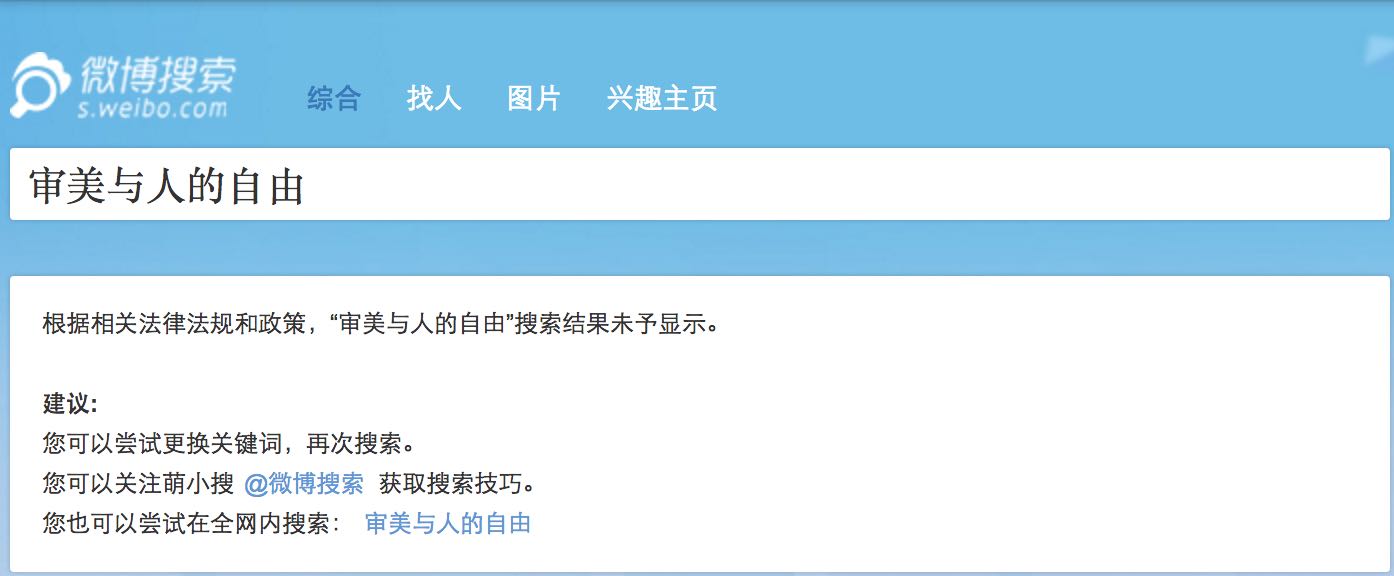 微博搜索
s.weibo.com
综合 找人 图片 兴趣主页
审美与人的自由
根据相关法律法规和政策，“审美与人的自由”搜索结果未予显示。
建议:
您可以尝试更换关键词，再次搜索。
您可以关注萌小搜 @微博搜索 获取搜索技巧。
您也可以尝试在全网内搜索： 审美与人的自由